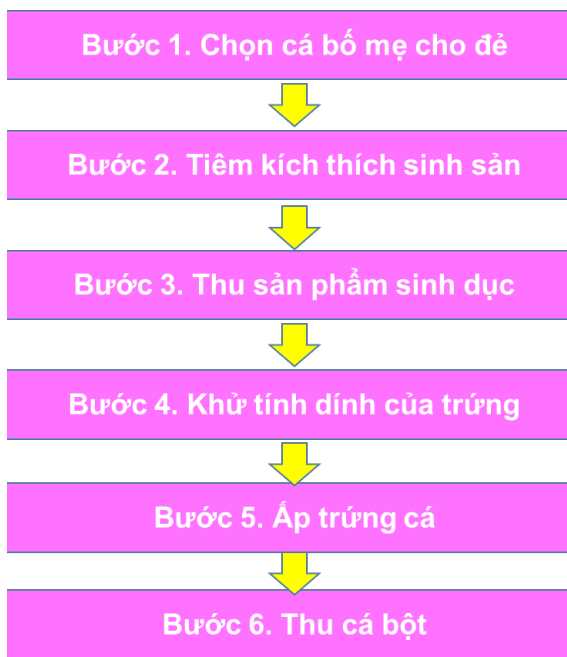 Bước 1. Chọn cá bố mẹ cho đẻ
Bước 2. Tiêm kích thích sinh sản
Bước 3. Thu sản phẩm sinh dục
Bước 4. Khử tính dính của trứng
Bước 5. Ấp trứng cá
Bước 6. Thu cá bột